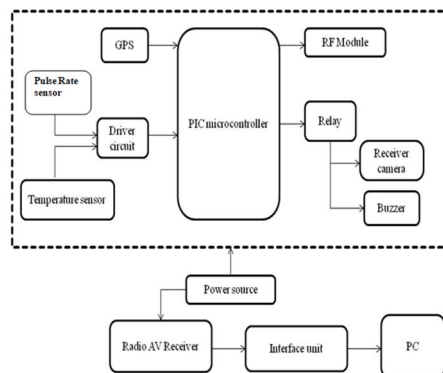 GPS
RF Module
Pulse Rate
sensor
PIC microcontroller
Driver
circuit
Relay
Receiver
camera
Temperature sensor
Buzzer
Power source
Radio AV Receiver
Interface unit
PC